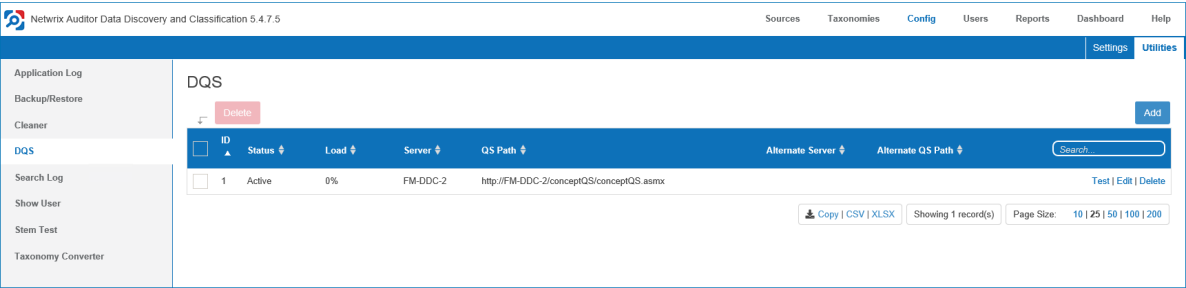 Netwrix Auditor Data Discovery and Classification 5.4.7.5
Sources Taxonomies Config Users Reports Dashboard Help
Settings Utilities
Application Log
Backup/Restore
Cleaner
DQS
Search Log
Show User
Stem Test
Taxonomy Converter
DQS
Delete
Add
ID Status Load Server QS Path Alternate Server Alternate QS Path Search...
1 Active 0% FM-DDC-2 http://FM-DDC-2/conceptQS/conceptQS.asmx Test | Edit | Delete
Copy | CSV | XLSX Showing 1 record(s) Page Size: 10 | 25 | 50 | 100 | 200